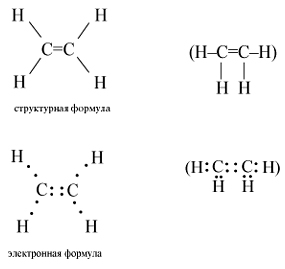 H H
C=C (H–C=C–H)
H H H H
структурная формула
H H
C::C (H:C::C:H)
H H H H
электронная формула